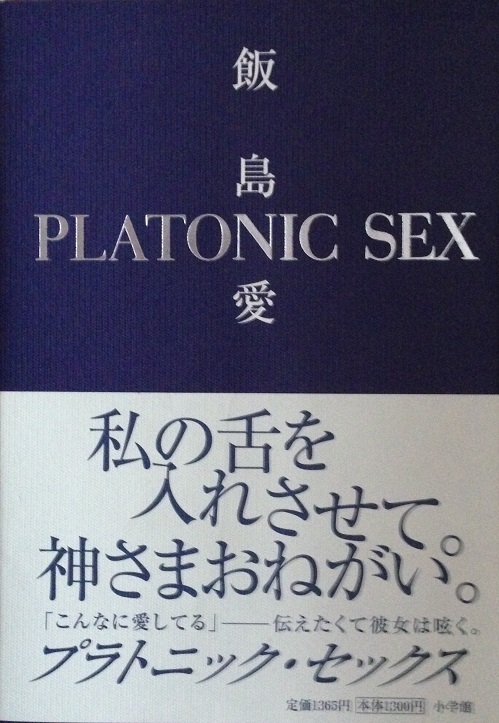 飯島愛
PLATONIC SEX
私の舌を
入れさせて。
神さまおねがい。
「こんなに愛してる」――伝えたくて彼女は呟く。
プラトニック・セックス
定価1365円 本体1300円 小学館